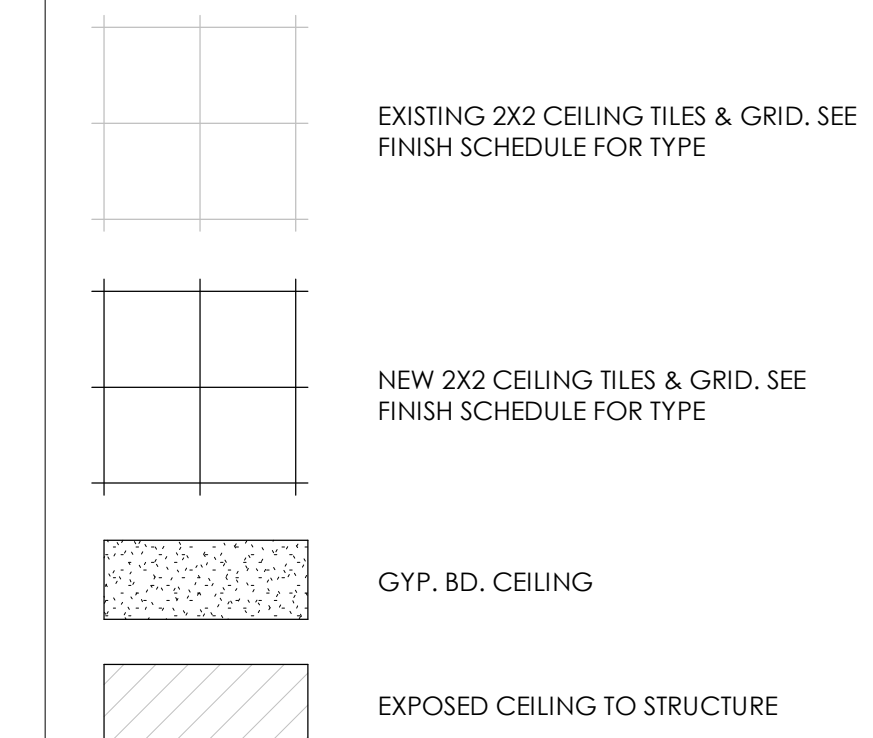 EXISTING 2X2 CEILING TILES & GRID. SEE
FINISH SCHEDULE FOR TYPE
NEW 2X2 CEILING TILES & GRID. SEE
FINISH SCHEDULE FOR TYPE
GYP. BD. CEILING
EXPOSED CEILING TO STRUCTURE